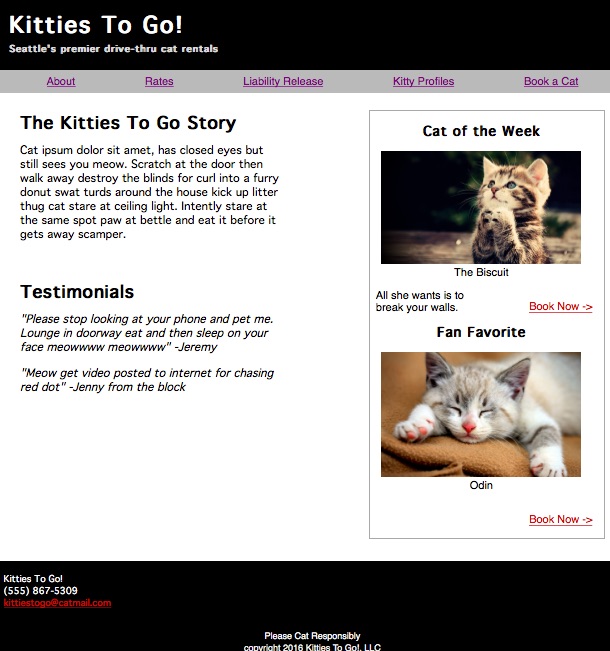 Kitties To Go!
Seattle's premier drive-thru cat rentals
About Rates Liability Release Kitty Profiles Book a Cat
The Kitties To Go Story
Cat ipsum dolor sit amet, has closed eyes but
still sees you meow. Scratch at the door then
walk away destroy the blinds for curl into a furry
donut swat turds around the house kick up litter
thug cat stare at ceiling light. Intently stare at
the same spot paw at bettle and eat it before it
gets away scamper.
Testimonials
"Please stop looking at your phone and pet me.
Lounge in doorway eat and then sleep on your
face meowwww meowwww" -Jeremy
"Meow get video posted to internet for chasing
red dot" -Jenny from the block
Cat of the Week
The Biscuit
All she wants is to
break your walls.
Book Now ->
Fan Favorite
Odin
Book Now ->
Kitties To Go!
(555) 867-5309
kittiestogo@catmail.com
Please Cat Responsibly
copyright 2016 Kitties To Go!, LLC